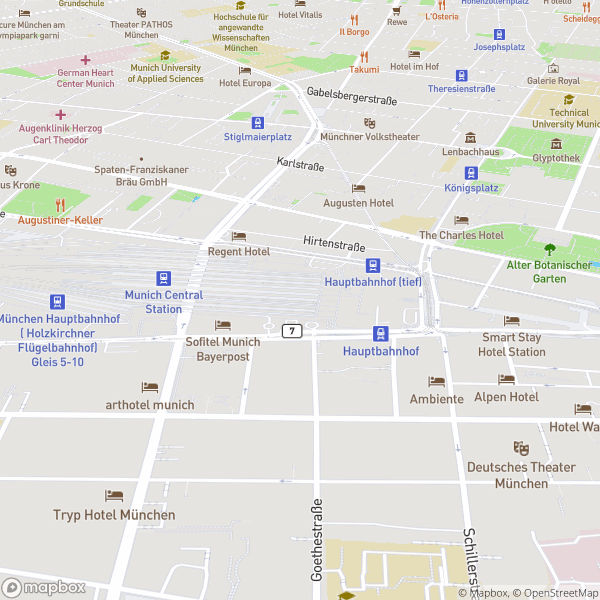 cure München am
lympiapark garni
Grundschule
Theater PATHOS
München
Hochschule für
angewandte
Wissenschaften
München
Hotel Vitalis
Il Borgo
Rewe
L'Osteria
Hohenzollernplatz
H'otello
Scheidegg
Josephsplatz
German Heart
Center Munich
Munich University
of Applied Sciences
Hotel Europa
Takumi
Hotel im Hof
Theresienstraße
Galerie Royal
Gabelsbergerstraße
Augenklinik Herzog
Carl Theodor
Stiglmaierplatz
Münchner Volkstheater
Lenbachhaus
Technical
University Muni
Glyptothek
us Krone
Spaten-Franziskaner
Bräu GmbH
Karlstraße
Königsplatz
Augustiner-Keller
Augusten Hotel
Regent Hotel
Hirtenstraße
The Charles Hotel
Alter Botanischer
Garten
Munich Central
Station
Hauptbahnhof (tief)
München Hauptbahnhof
( Holzkirchner
Flügelbahnhof)
Gleis 5-10
Sofitel Munich
Bayerpost
7
Hauptbahnhof
Smart Stay
Hotel Station
arthotel munich
Ambiente
Alpen Hotel
Hotel Wa
Deutsches Theater
München
Tryp Hotel München
Goethestraße
Schillerst
mapbox
© Mapbox, © OpenStreetMap